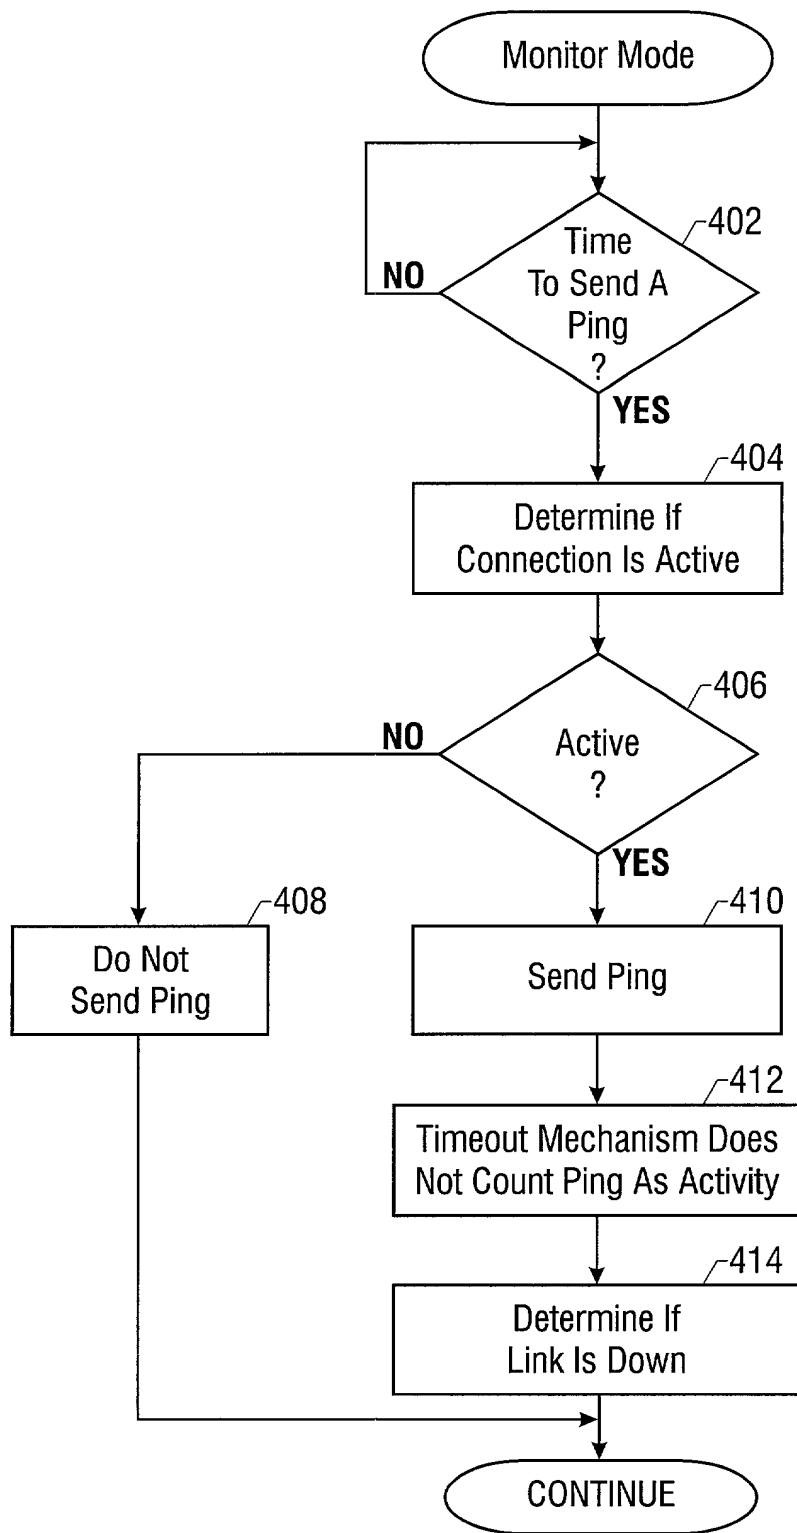 Monitor Mode
402
Time
To Send A
Ping
?
NO
YES
404
Determine If
Connection Is Active
406
NO
Active
?
YES
408
Do Not
Send Ping
410
Send Ping
412
Timeout Mechanism Does
Not Count Ping As Activity
414
Determine If
Link Is Down
CONTINUE